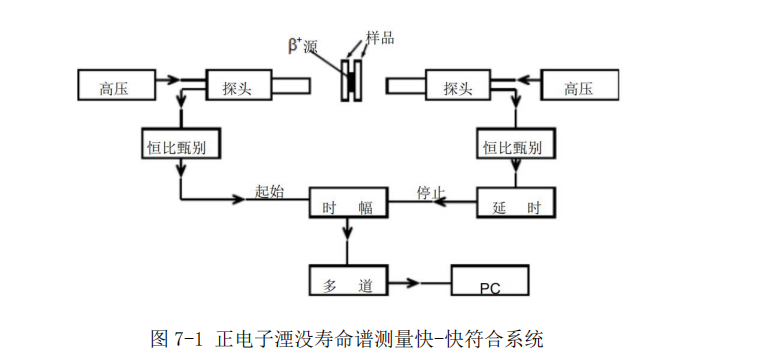 β⁺源
样品
高压
探头
探头
高压
恒比甄别
恒比甄别
起始
停止
时 幅
延 时
多 道
PC
图 7-1 正电子湮没寿命谱测量快-快符合系统